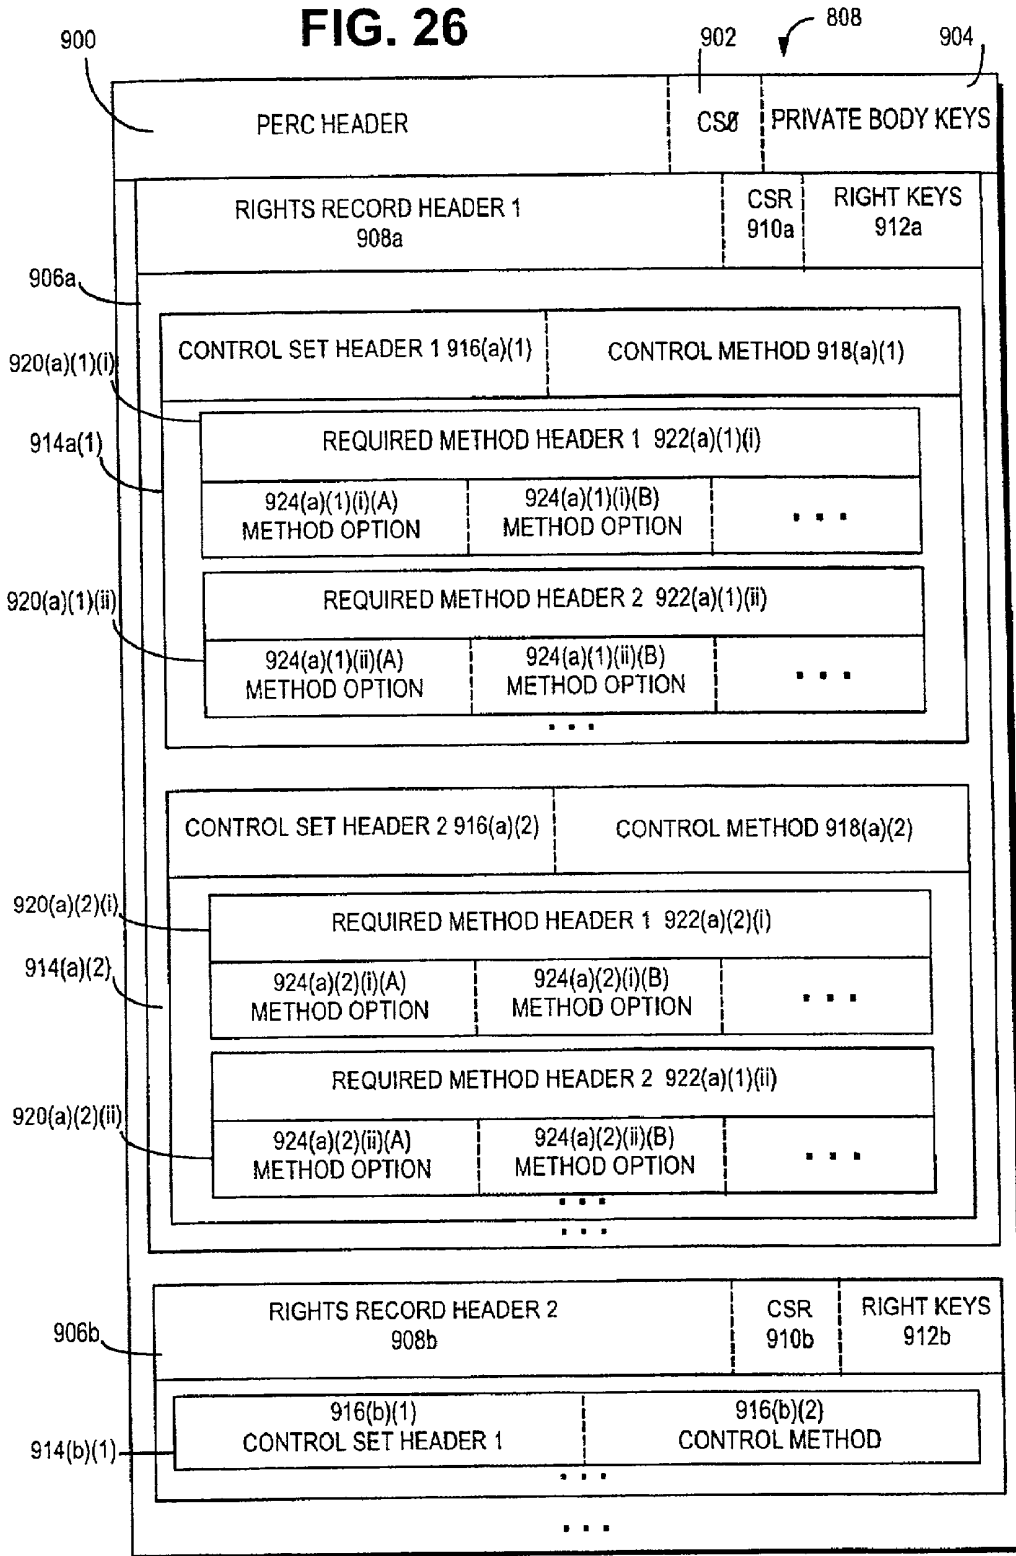 FIG. 26
900
902
808
904
PERC HEADER
CS0
PRIVATE BODY KEYS
RIGHTS RECORD HEADER 1
908a
CSR
910a
RIGHT KEYS
912a
906a
CONTROL SET HEADER 1 916(a)(1)
CONTROL METHOD 918(a)(1)
920(a)(1)(i)
REQUIRED METHOD HEADER 1 922(a)(1)(i)
914a(1)
924(a)(1)(i)(A)
METHOD OPTION
924(a)(1)(i)(B)
METHOD OPTION
. . .
920(a)(1)(ii)
REQUIRED METHOD HEADER 2 922(a)(1)(ii)
924(a)(1)(ii)(A)
METHOD OPTION
924(a)(1)(ii)(B)
METHOD OPTION
. . .
. . .
CONTROL SET HEADER 2 916(a)(2)
CONTROL METHOD 918(a)(2)
920(a)(2)(i)
REQUIRED METHOD HEADER 1 922(a)(2)(i)
914(a)(2)
924(a)(2)(i)(A)
METHOD OPTION
924(a)(2)(i)(B)
METHOD OPTION
. . .
REQUIRED METHOD HEADER 2 922(a)(1)(ii)
920(a)(2)(ii)
924(a)(2)(ii)(A)
METHOD OPTION
924(a)(2)(ii)(B)
METHOD OPTION
. . .
. . .
. . .
906b
RIGHTS RECORD HEADER 2
908b
CSR
910b
RIGHT KEYS
912b
914(b)(1)
916(b)(1)
CONTROL SET HEADER 1
916(b)(2)
CONTROL METHOD
. . .
. . .